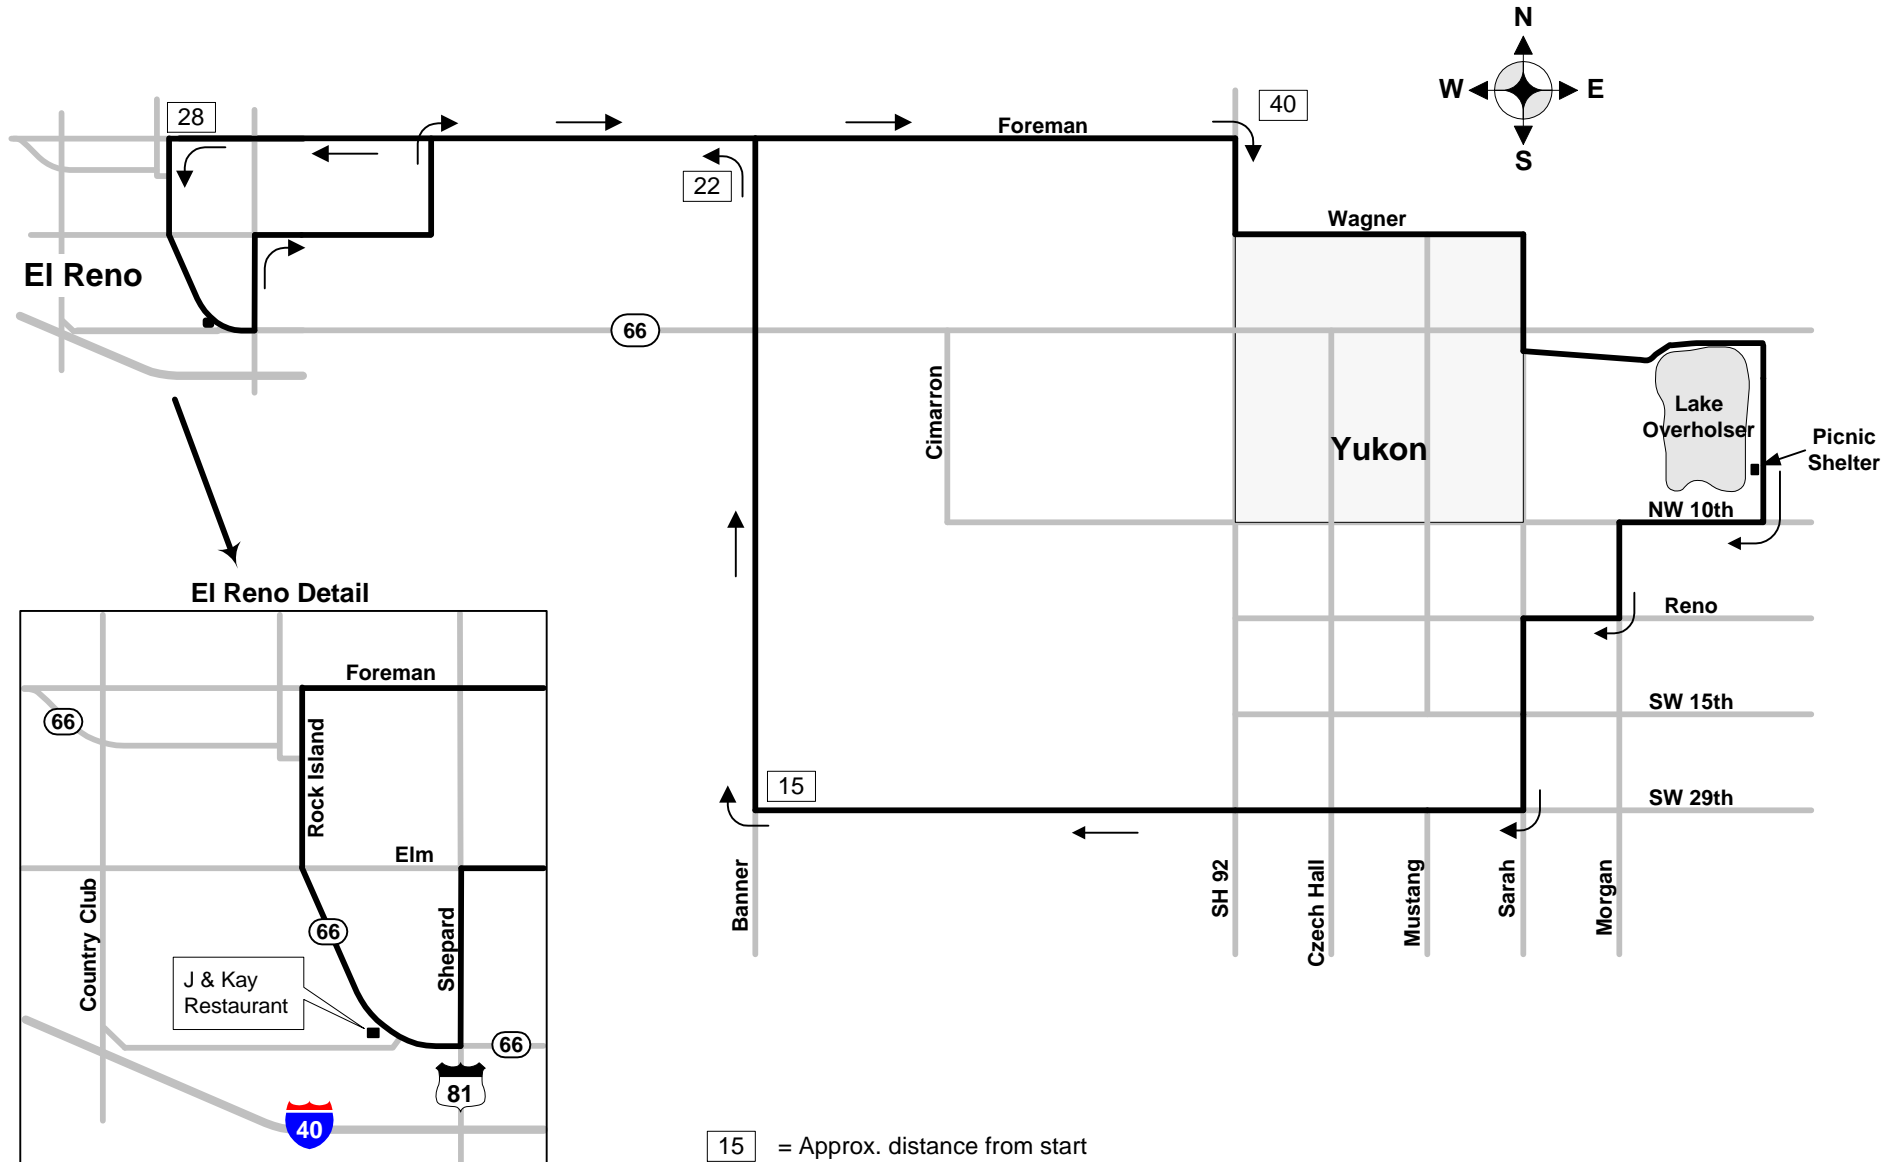 N
W
E
S
28
40
Foreman
22
Wagner
El Reno
66
Cimarron
Yukon
Lake
Overholser
Picnic
Shelter
NW 10th
Reno
SW 15th
SW 29th
15
Banner
SH 92
Czech Hall
Mustang
Sarah
Morgan
El Reno Detail
Foreman
66
Rock Island
Elm
Country Club
66
Shepard
J & Kay
Restaurant
66
81
40
15 = Approx. distance from start